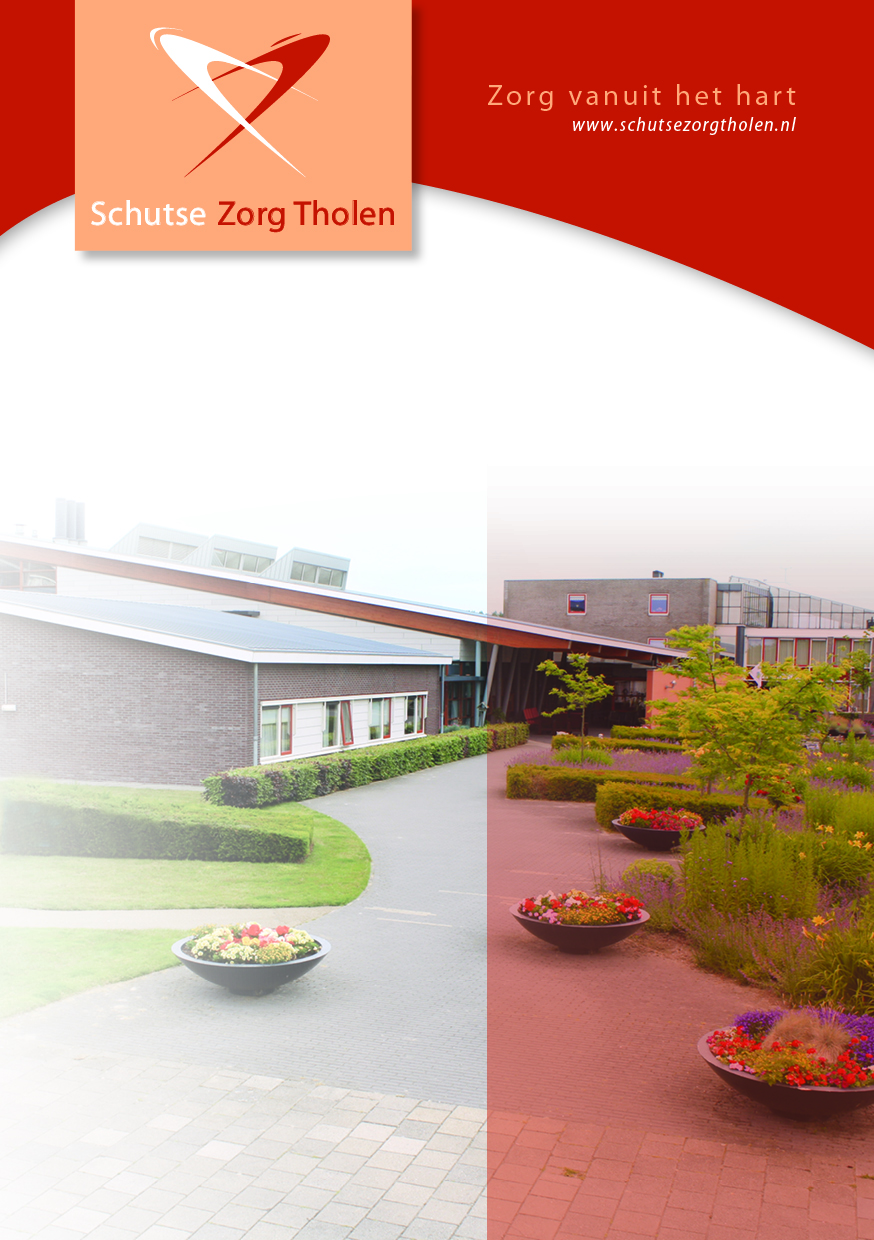 Zorg vanuit het hart
www.schutsezorgtholen.nl
Schutse Zorg Tholen